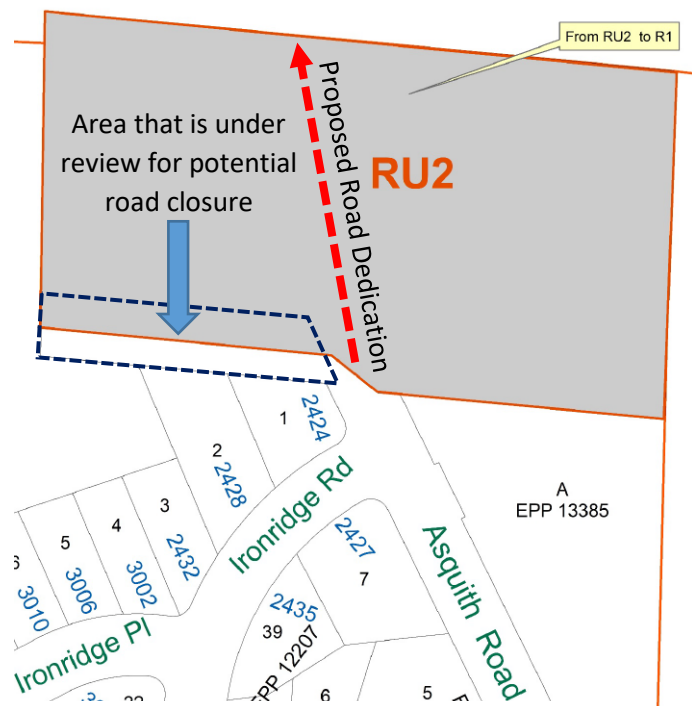 From RU2 to R1
Proposed Road Dedication
Area that is under
review for potential
road closure
RU2
1
2424
2
2428
3
2432
4
3002
5
3006
3010
Ironridge Rd
A
EPP 13385
2427
7
Asquith Road
2435
39
EPP 12207
Ironridge Pl
6
5